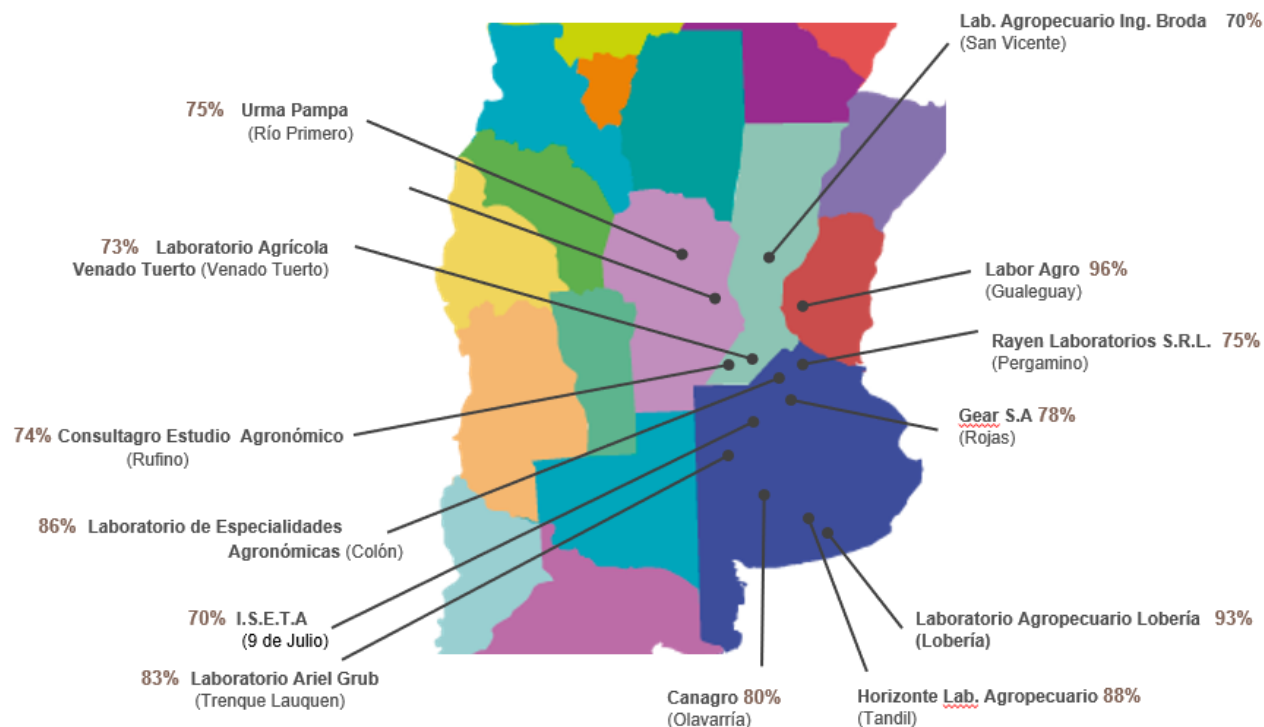 Lab. Agropecuario Ing. Broda 70%
(San Vicente)
75% Urma Pampa
(Río Primero)
73% Laboratorio Agrícola
Venado Tuerto (Venado Tuerto)
Labor Agro 96%
(Gualeguay)
Rayen Laboratorios S.R.L. 75%
(Pergamino)
Gear S.A 78%
(Rojas)
74% Consultagro Estudio Agronómico
(Rufino)
86% Laboratorio de Especialidades
Agronómicas (Colón)
70% I.S.E.T.A
(9 de Julio)
Laboratorio Agropecuario Lobería 93%
(Lobería)
83% Laboratorio Ariel Grub
(Trenque Lauquen)
Canagro 80%
(Olavarría)
Horizonte Lab. Agropecuario 88%
(Tandil)